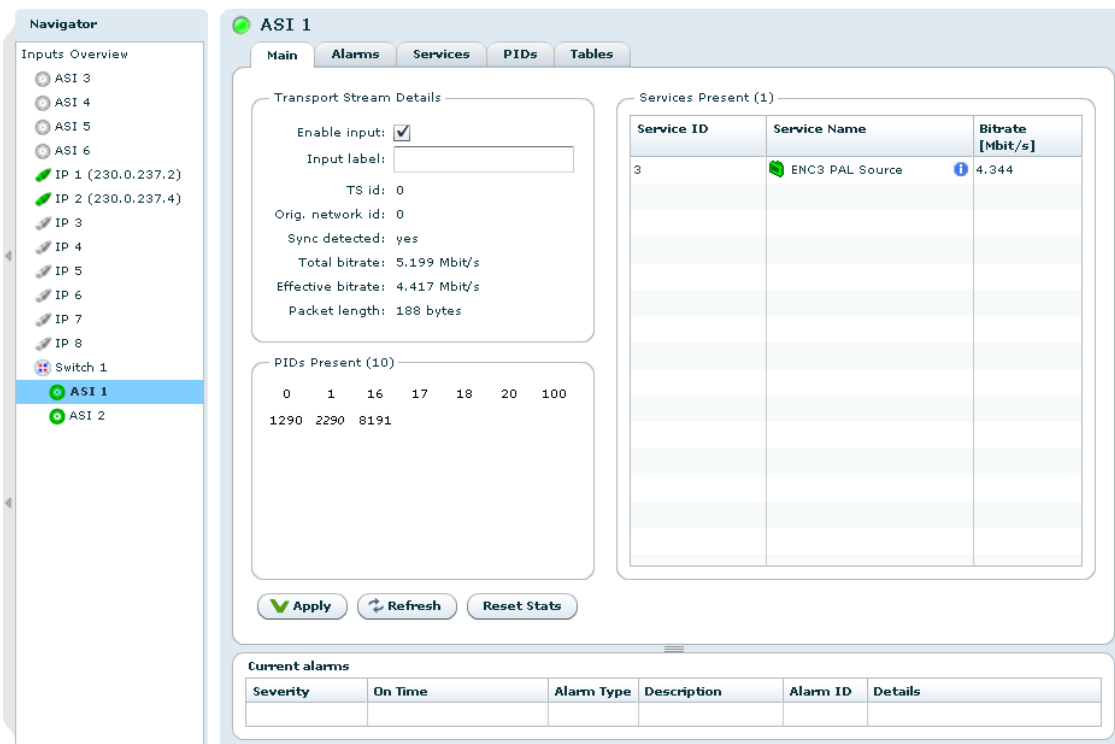 Navigator
Inputs Overview
ASI 3
ASI 4
ASI 5
ASI 6
IP 1 (230.0.237.2)
IP 2 (230.0.237.4)
IP 3
IP 4
IP 5
IP 6
IP 7
IP 8
Switch 1
ASI 1
ASI 2
ASI 1
Main Alarms Services PIDs Tables
Transport Stream Details
Enable input:
Input label:
TS id: 0
Orig. network id: 0
Sync detected: yes
Total bitrate: 5.199 Mbit/s
Effective bitrate: 4.417 Mbit/s
Packet length: 188 bytes
PIDs Present (10)
0 1 16 17 18 20 100
1290 2290 8191
Services Present (1)
Service ID Service Name Bitrate
[Mbit/s]
3 ENC3 PAL Source 4.344
Apply Refresh Reset Stats
Current alarms
Severity On Time Alarm Type Description Alarm ID Details